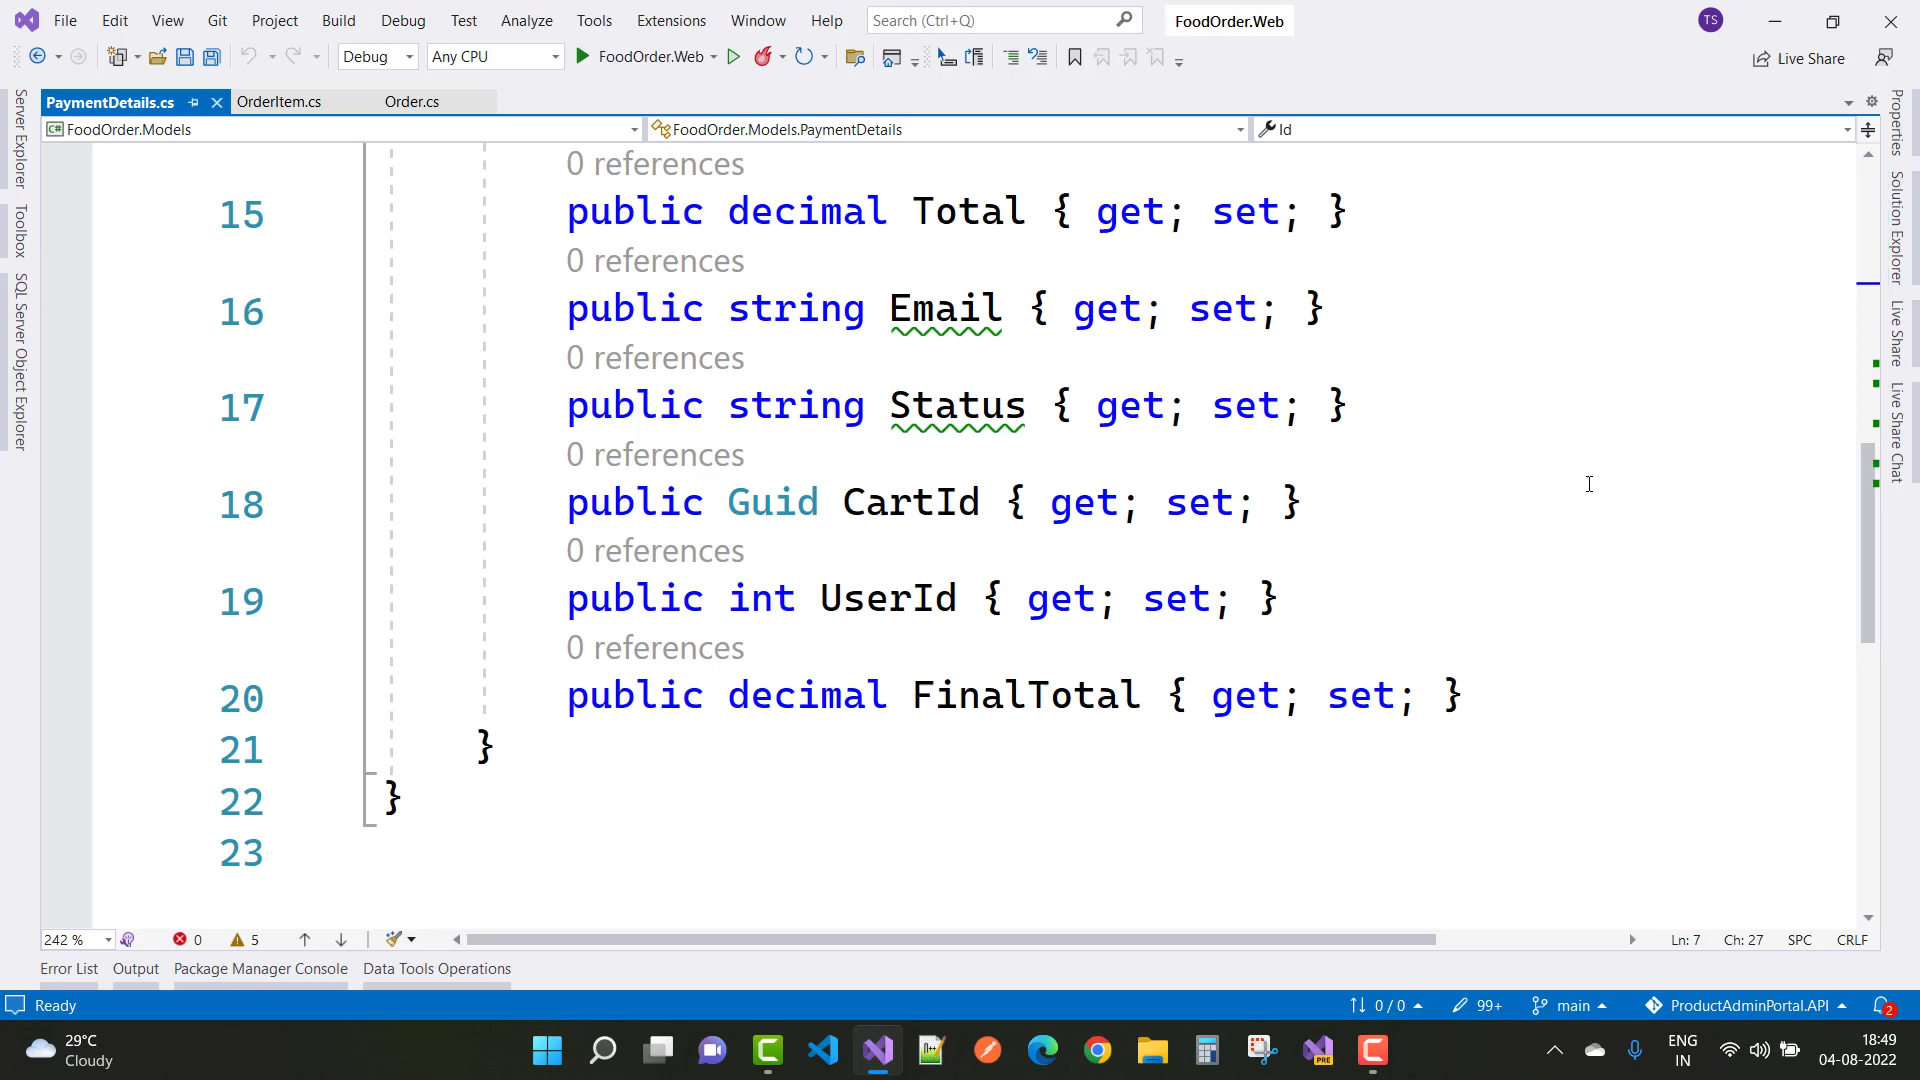 File Edit View Git Project Build Debug Test Analyze Tools Extensions Window Help Search (Ctrl+Q) FoodOrder.Web TS
Debug Any CPU FoodOrder.Web Live Share
PaymentDetails.cs OrderItem.cs Order.cs
FoodOrder.Models FoodOrder.Models.PaymentDetails Id
Server Explorer
Toolbox
SQL Server Object Explorer
0 references
15 public decimal Total { get; set; }
0 references
16 public string Email { get; set; }
0 references
17 public string Status { get; set; }
0 references
18 public Guid CartId { get; set; }
0 references
19 public int UserId { get; set; }
0 references
20 public decimal FinalTotal { get; set; }
21 }
22 }
23
Properties
Solution Explorer
Live Share
Live Share Chat
242 % 0 5 Ln: 7 Ch: 27 SPC CRLF
Error List Output Package Manager Console Data Tools Operations
Ready 0 / 0 99+ main ProductAdminPortal.API 2
29°C
Cloudy
PRE
ENG
IN
18:49
04-08-2022